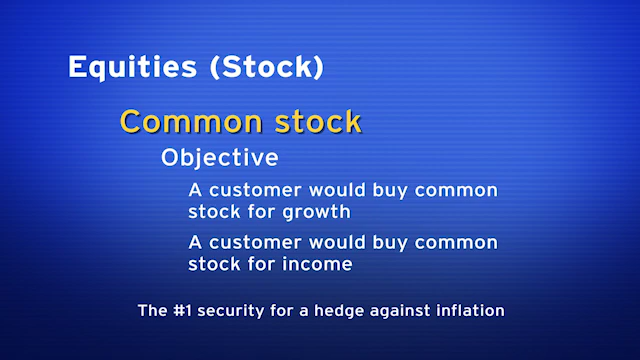 Equities (Stock)
Common stock
Objective
A customer would buy common
stock for growth
A customer would buy common
stock for income
The #1 security for a hedge against inflation